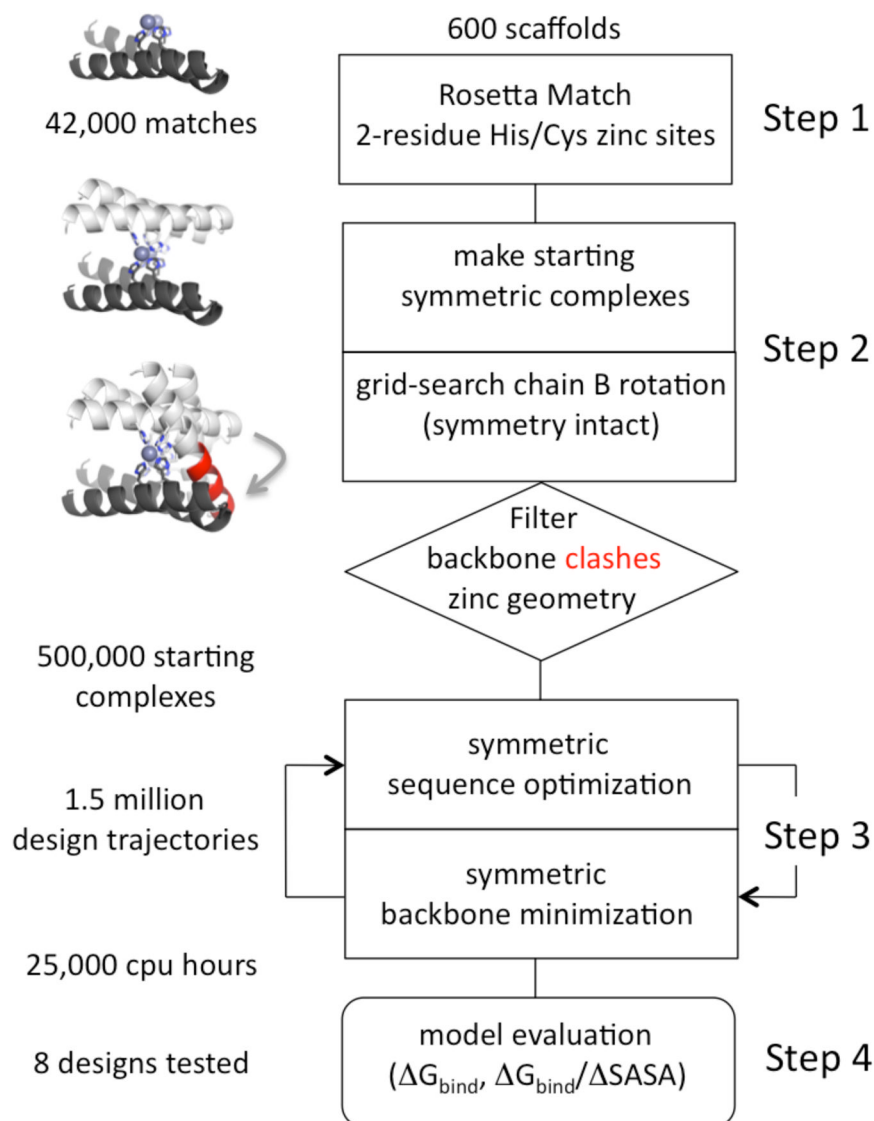 600 scaffolds
42,000 matches
Rosetta Match
2-residue His/Cys zinc sites
Step 1
make starting
symmetric complexes
grid-search chain B rotation
(symmetry intact)
Step 2
Filter
backbone clashes
zinc geometry
500,000 starting
complexes
symmetric
sequence optimization
1.5 million
design trajectories
symmetric
backbone minimization
Step 3
25,000 cpu hours
8 designs tested
model evaluation
(ΔGbind, ΔGbind/ΔSASA)
Step 4